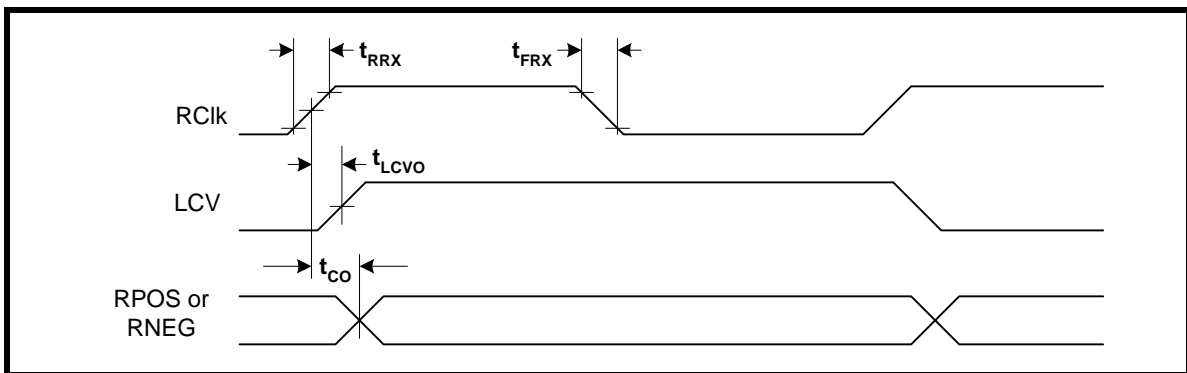 tRRX
tFRX
RClk
tLCVO
LCV
tCO
RPOS or
RNEG